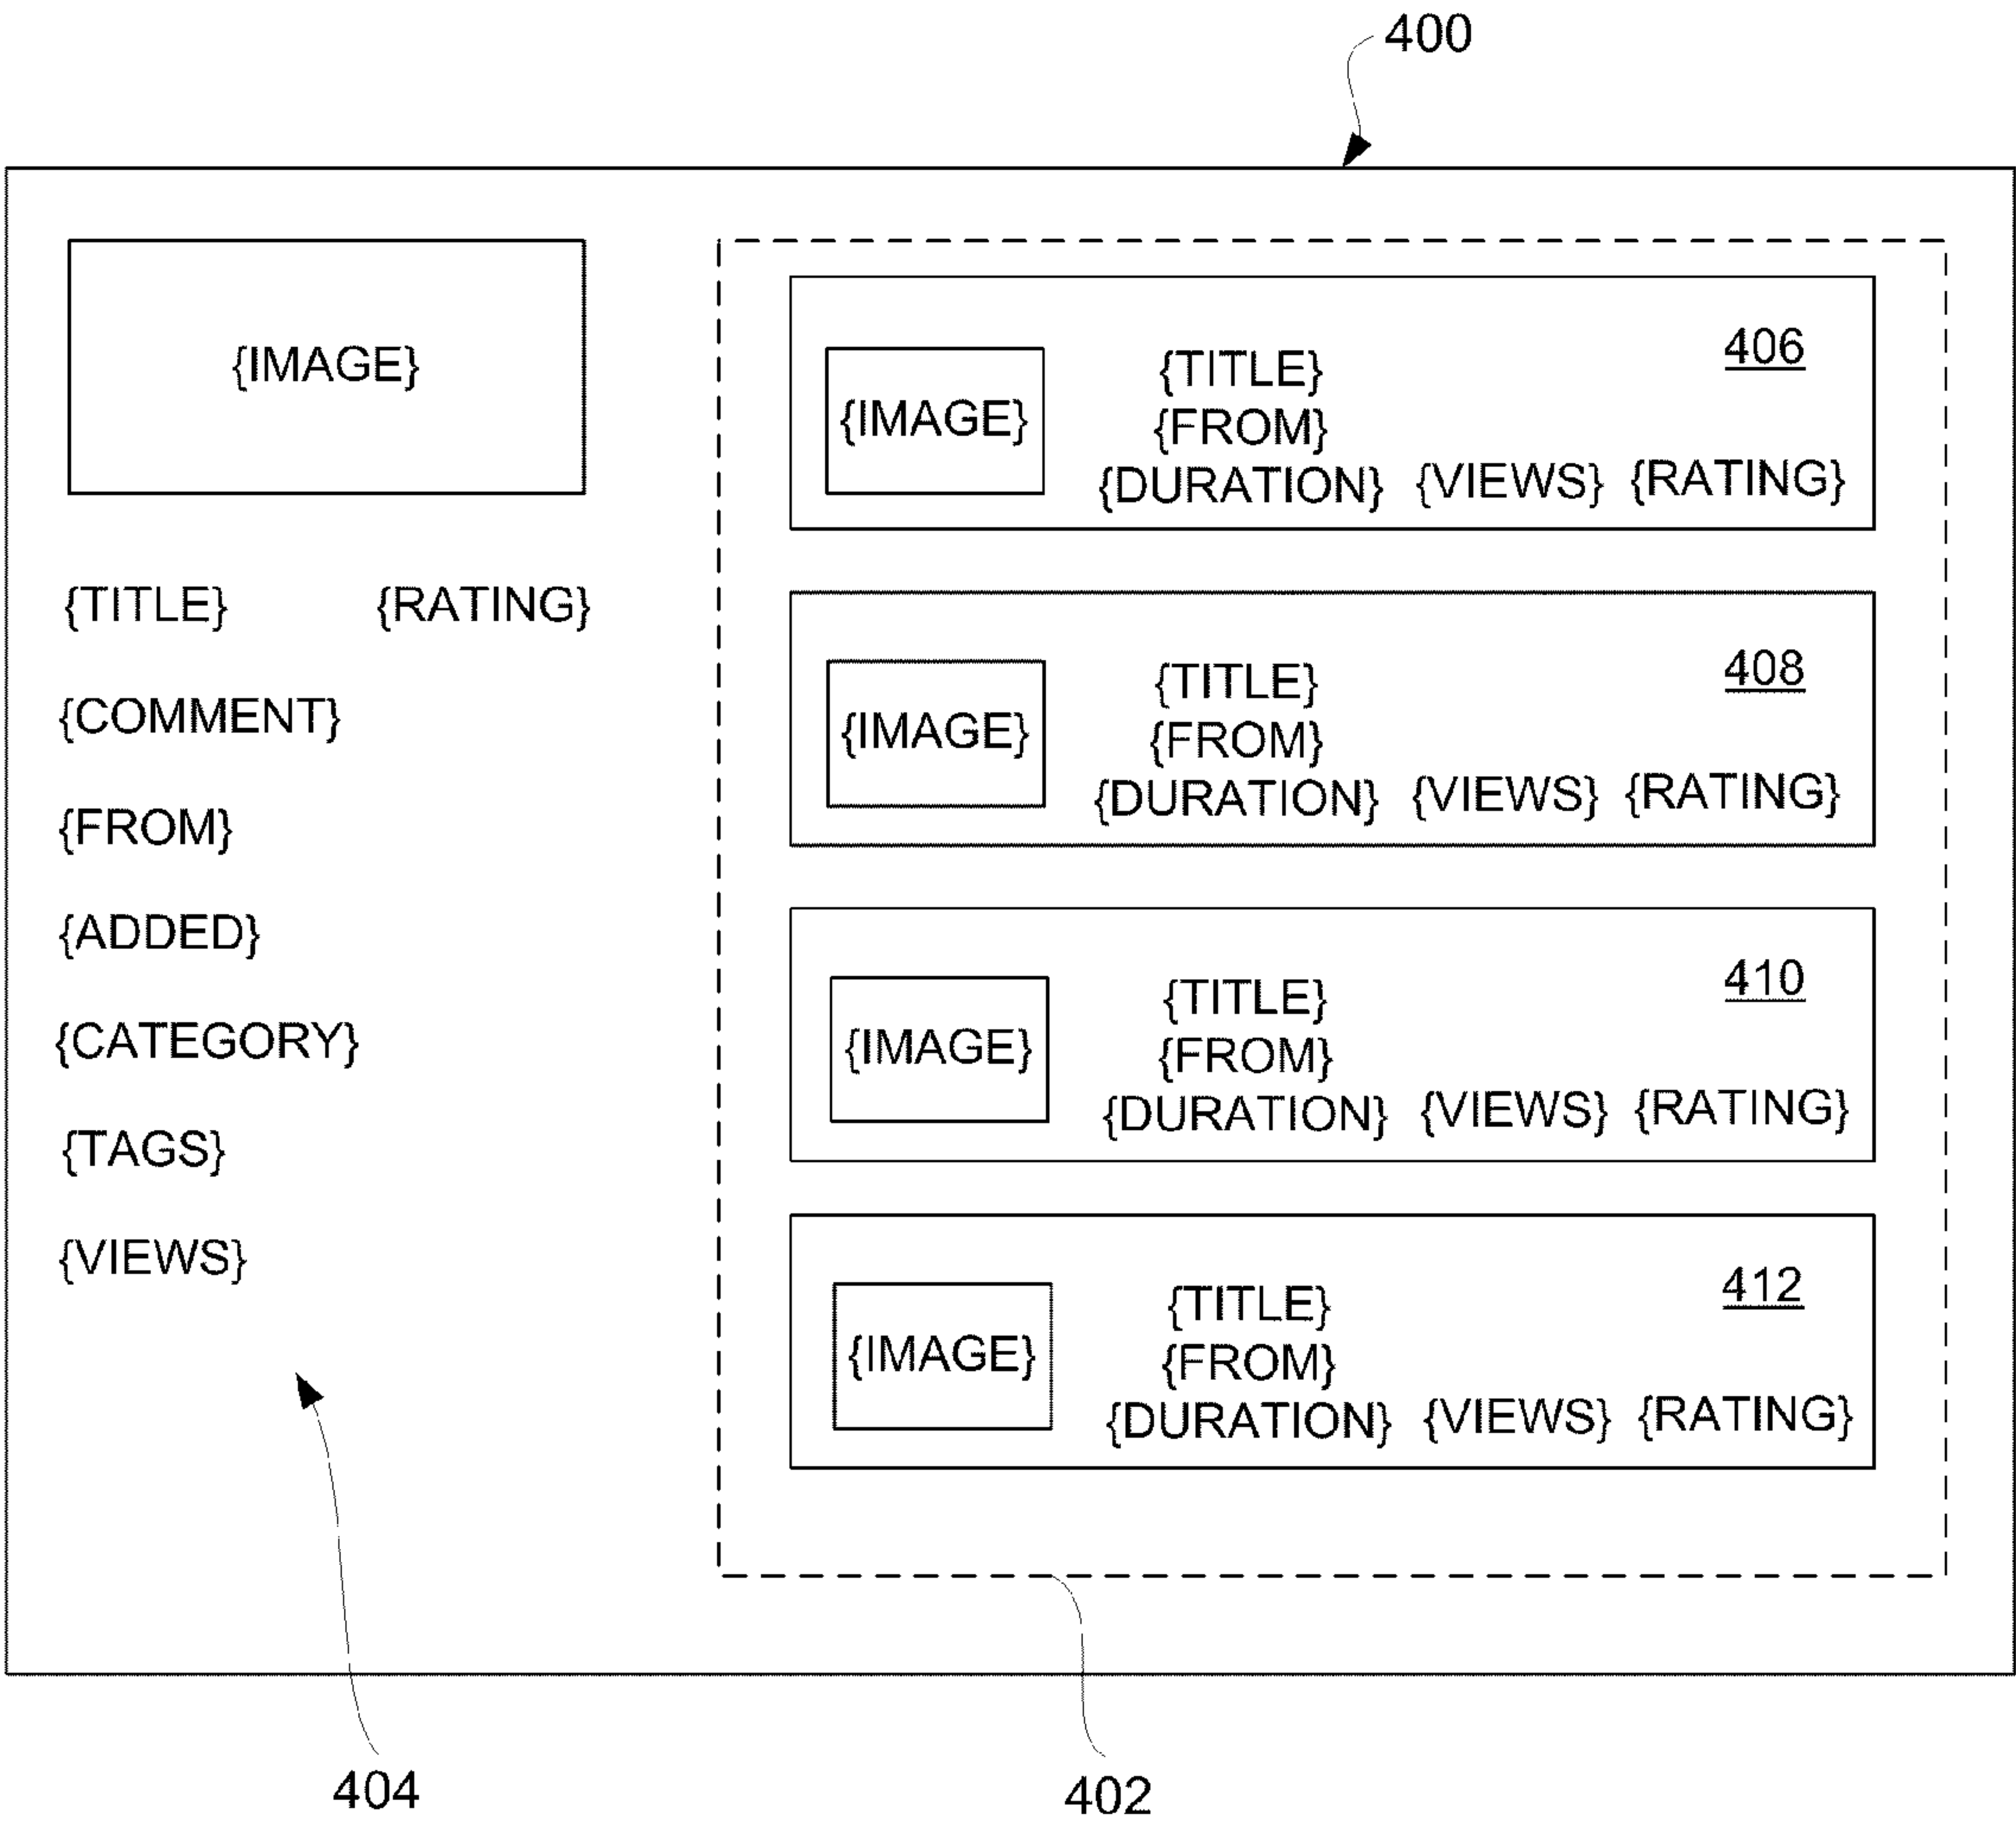 400
{IMAGE}
{TITLE} {RATING}
{COMMENT}
{FROM}
{ADDED}
{CATEGORY}
{TAGS}
{VIEWS}
406
{IMAGE}
{TITLE}
{FROM}
{DURATION} {VIEWS} {RATING}
408
{IMAGE}
{TITLE}
{FROM}
{DURATION} {VIEWS} {RATING}
410
{IMAGE}
{TITLE}
{FROM}
{DURATION} {VIEWS} {RATING}
412
{IMAGE}
{TITLE}
{FROM}
{DURATION} {VIEWS} {RATING}
404
402